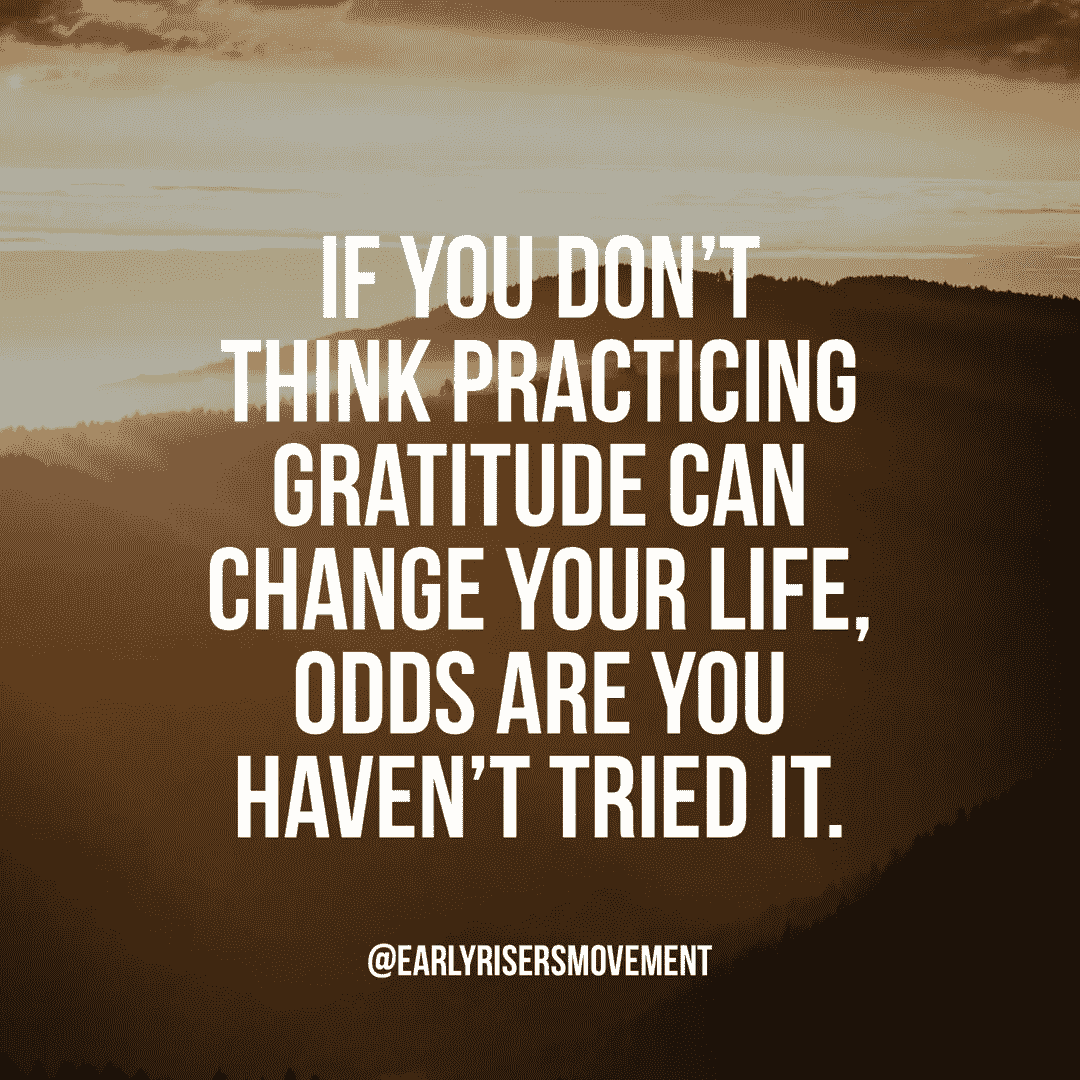 IF YOU DON’T
THINK PRACTICING
GRATITUDE CAN
CHANGE YOUR LIFE,
ODDS ARE YOU
HAVEN’T TRIED IT.
@EARLYRISERSMOVEMENT